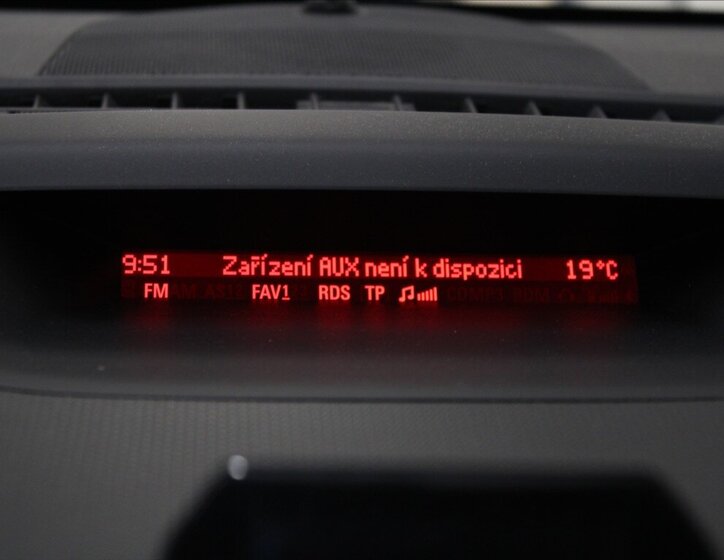 9:51 Zařízení AUX není k dispozici 19°C
FM FAV1 RDS TP